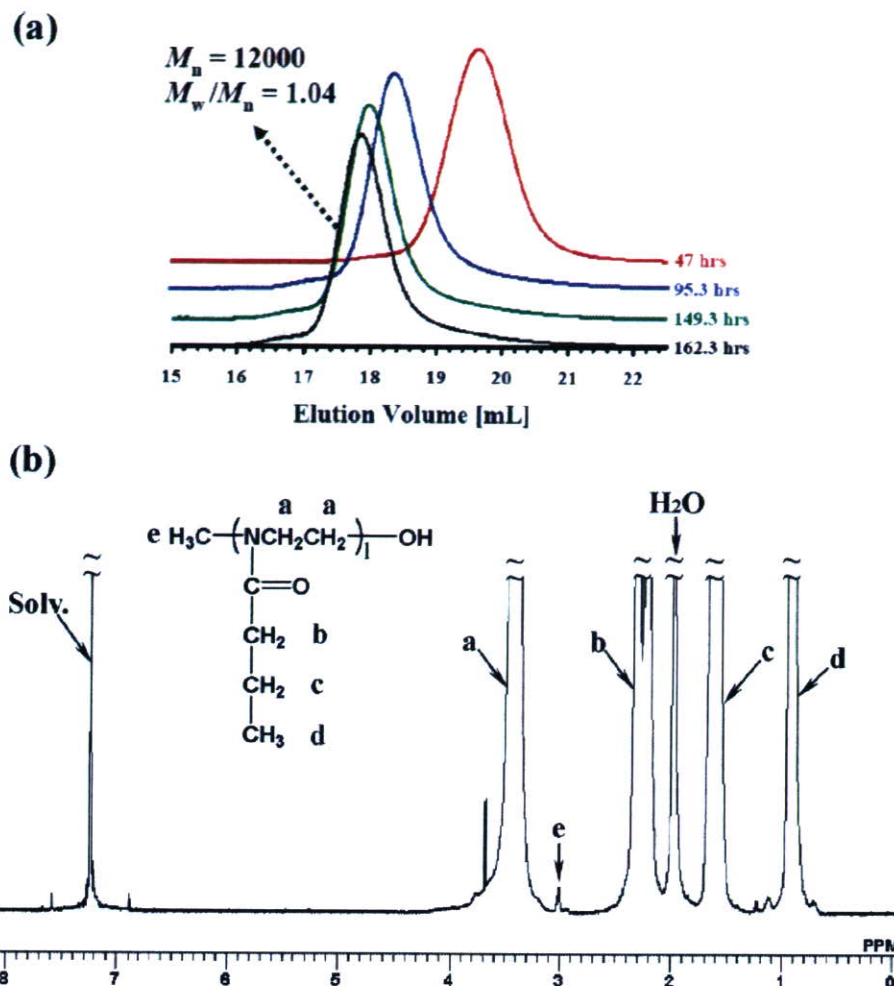 (a)
Mn = 12000
Mw/Mn = 1.04
47 hrs
95.3 hrs
149.3 hrs
162.3 hrs
15 16 17 18 19 20 21 22
Elution Volume [mL]
(b)
H2O
a a
e H3C-(NCH2CH2)l-OH
Solv.
C=O
CH2 b
CH2 c
CH3 d
a
b
c
d
e
PPM
8 7 6 5 4 3 2 1 0